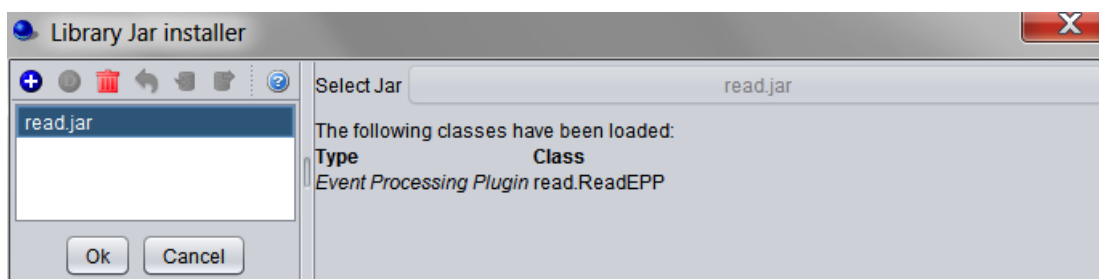 Library Jar installer
Select Jar read.jar
read.jar
The following classes have been loaded:
Type Class
Event Processing Plugin read.ReadEPP
Ok Cancel